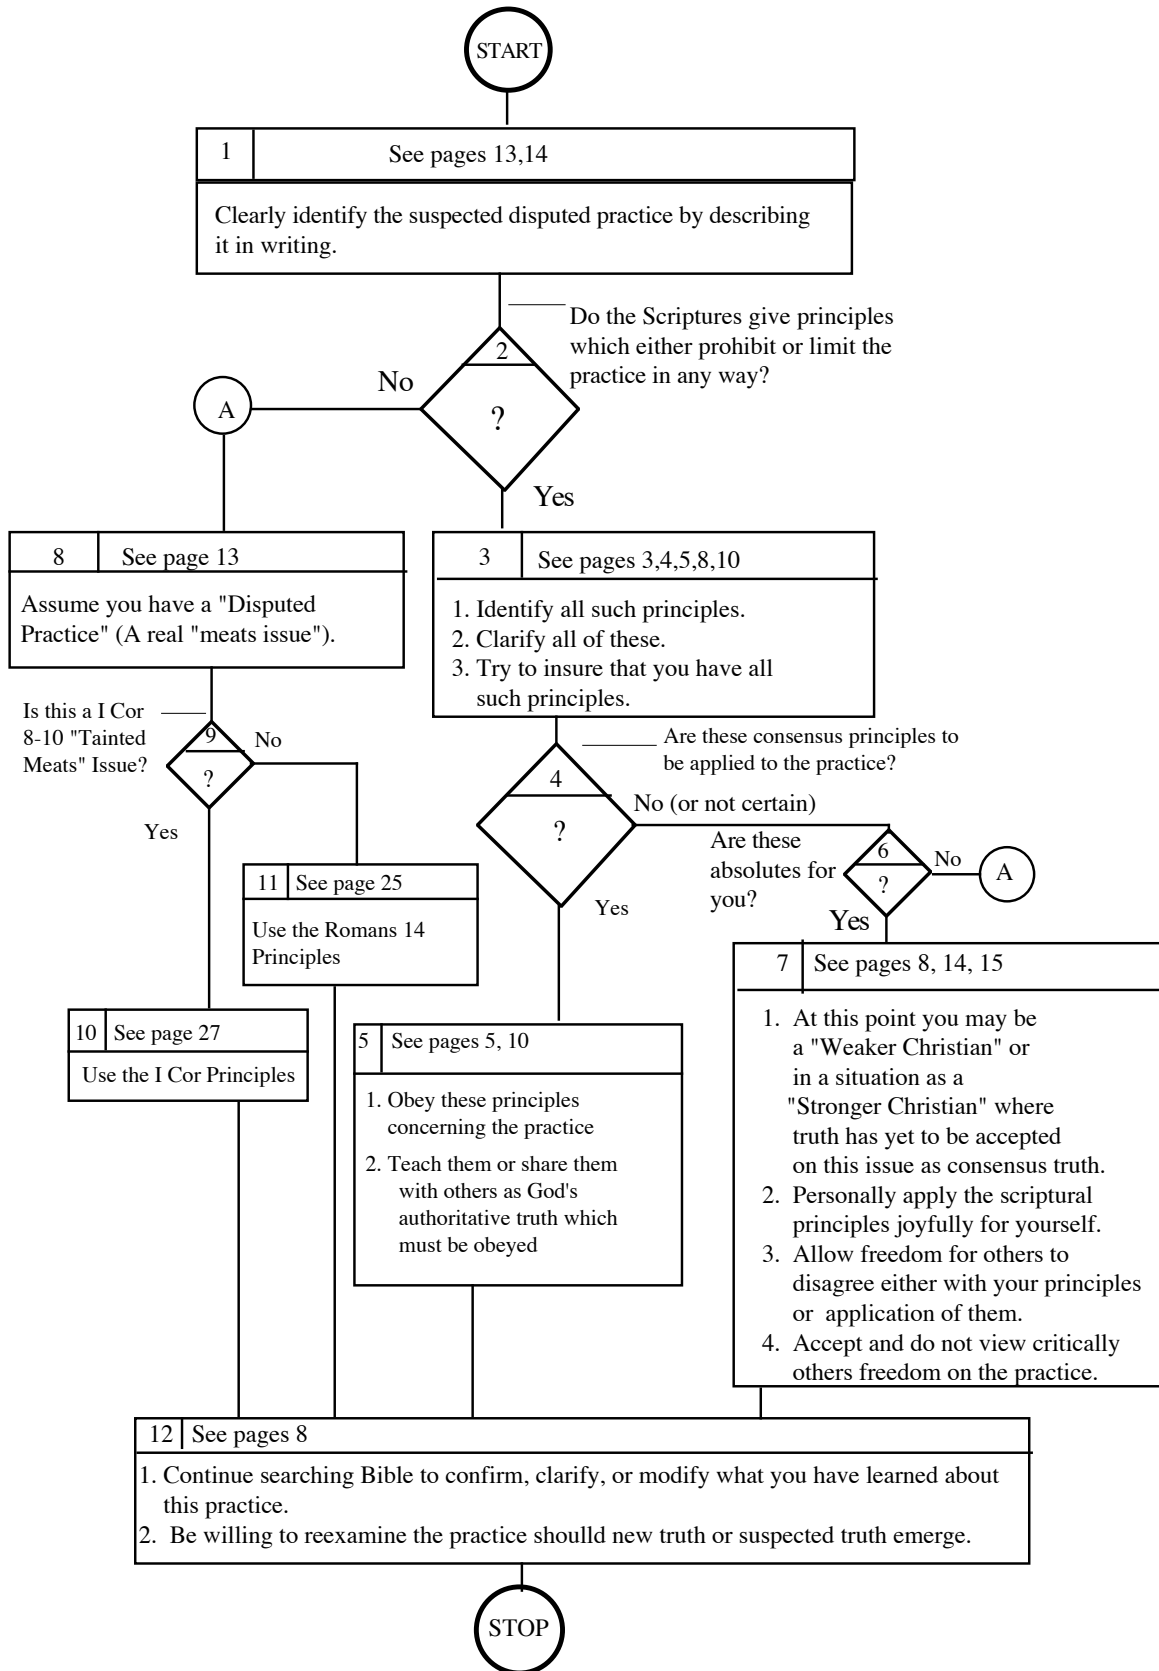 START
1 See pages 13,14
Clearly identify the suspected disputed practice by describing
it in writing.
Do the Scriptures give principles
which either prohibit or limit the
practice in any way?
2
?
No
A
Yes
8 See page 13
Assume you have a "Disputed
Practice" (A real "meats issue").
3 See pages 3,4,5,8,10
1. Identify all such principles.
2. Clarify all of these.
3. Try to insure that you have all
such principles.
Is this a I Cor
8-10 "Tainted
Meats" Issue?
9
?
No
Yes
Are these consensus principles to
be applied to the practice?
4
?
No (or not certain)
Yes
Are these
absolutes for
you?
6
?
No
A
Yes
11 See page 25
Use the Romans 14
Principles
10 See page 27
Use the I Cor Principles
5 See pages 5, 10
1. Obey these principles
concerning the practice
2. Teach them or share them
with others as God's
authoritative truth which
must be obeyed
7 See pages 8, 14, 15
1. At this point you may be
a "Weaker Christian" or
in a situation as a
"Stronger Christian" where
truth has yet to be accepted
on this issue as consensus truth.
2. Personally apply the scriptural
principles joyfully for yourself.
3. Allow freedom for others to
disagree either with your principles
or application of them.
4. Accept and do not view critically
others freedom on the practice.
12 See pages 8
1. Continue searching Bible to confirm, clarify, or modify what you have learned about
this practice.
2. Be willing to reexamine the practice shoulld new truth or suspected truth emerge.
STOP